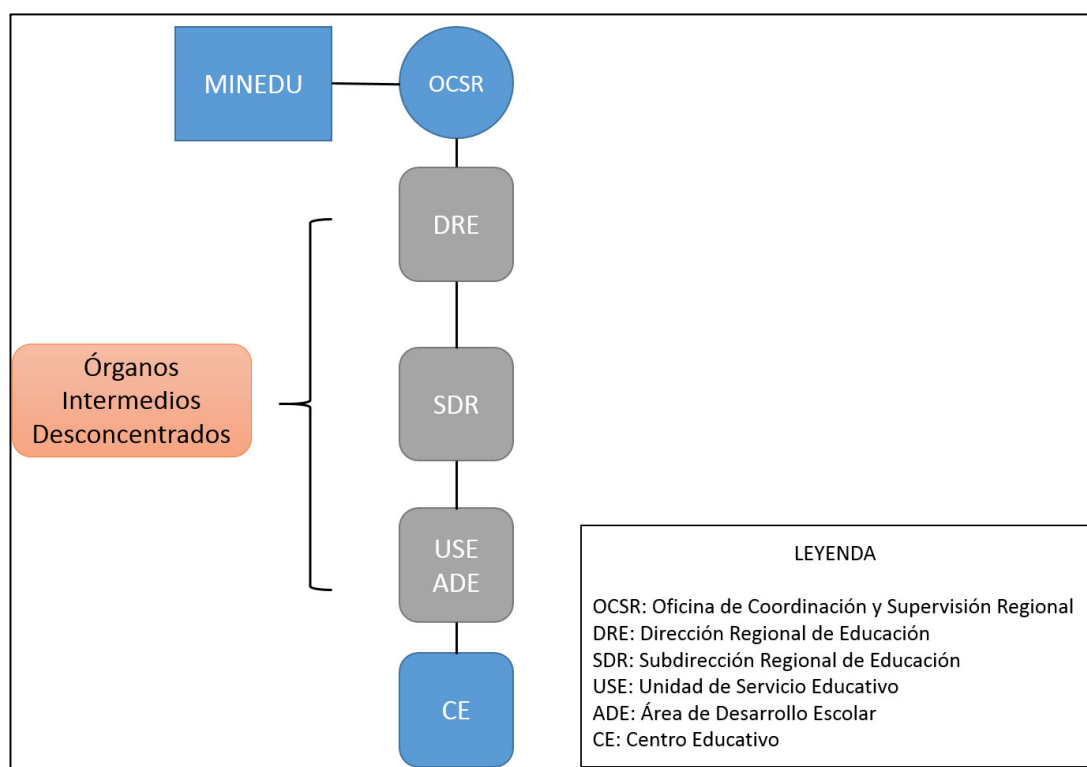 MINEDU
OCSR
DRE
Órganos
Intermedios
Desconcentrados
SDR
USE
ADE
CE
LEYENDA
OCSR: Oficina de Coordinación y Supervisión Regional
DRE: Dirección Regional de Educación
SDR: Subdirección Regional de Educación
USE: Unidad de Servicio Educativo
ADE: Área de Desarrollo Escolar
CE: Centro Educativo